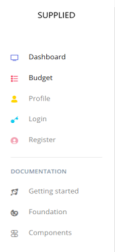 SUPPLIED
Dashboard
Budget
Profile
Login
Register
DOCUMENTATION
Getting started
Foundation
Components